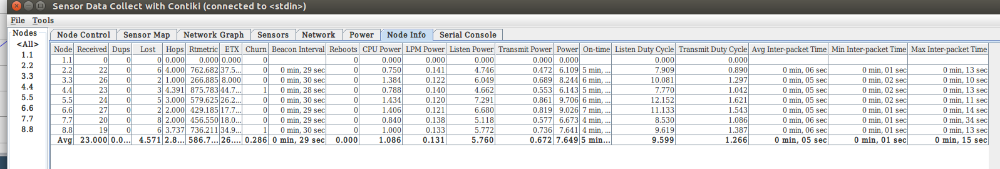 Sensor Data Collect with Contiki (connected to <stdin>)
File Tools
Nodes
<All>
1.1
2.2
3.3
4.4
5.5
6.6
7.7
8.8
Node Control Sensor Map Network Graph Sensors Network Power Node Info Serial Console
Node Received Dups Lost Hops Rtmetric ETX Churn Beacon Interval Reboots CPU Power LPM Power Listen Power Transmit Power Power On-time Listen Duty Cycle Transmit Duty Cycle Avg Inter-packet Time Min Inter-packet Time Max Inter-packet Time
1.1 0 0 0 0.000 0.000 0.000 0 0 0.000 0.000 0.000 0.000 0.000 0.000 0.000
2.2 22 0 6 4.000 762.682 37.5... 0 0 min, 29 sec 0 0.750 0.141 4.746 0.472 6.109 5 min, ... 7.909 0.890 0 min, 06 sec 0 min, 01 sec 0 min, 13 sec
3.3 26 0 2 1.000 266.885 8.000 0 0 min, 30 sec 0 1.384 0.122 6.049 0.689 8.244 6 min, ... 10.081 1.297 0 min, 05 sec 0 min, 02 sec 0 min, 10 sec
4.4 23 0 3 4.391 875.783 44.7... 1 0 min, 28 sec 0 0.788 0.140 4.662 0.553 6.143 5 min, ... 7.770 1.042 0 min, 05 sec 0 min, 02 sec 0 min, 13 sec
5.5 24 0 5 3.000 579.625 26.2... 0 0 min, 30 sec 0 1.434 0.120 7.291 0.861 9.706 6 min, ... 12.152 1.621 0 min, 05 sec 0 min, 02 sec 0 min, 11 sec
6.6 27 0 2 2.000 429.185 17.7... 0 0 min, 29 sec 0 1.406 0.121 6.680 0.819 9.026 7 min, ... 11.133 1.543 0 min, 05 sec 0 min, 01 sec 0 min, 14 sec
7.7 20 0 8 2.000 456.550 18.0... 0 0 min, 29 sec 0 0.840 0.138 5.118 0.577 6.673 4 min, ... 8.530 1.086 0 min, 06 sec 0 min, 01 sec 0 min, 34 sec
8.8 19 0 6 3.737 736.211 34.9... 1 0 min, 30 sec 0 1.000 0.133 5.772 0.736 7.641 4 min, ... 9.619 1.387 0 min, 06 sec 0 min, 01 sec 0 min, 13 sec
Avg 23.000 0.0... 4.571 2.8... 586.7... 26.... 0.286 0 min, 29 sec 0.000 1.086 0.131 5.760 0.672 7.649 5 min... 9.599 1.266 0 min, 05 sec 0 min, 01 sec 0 min, 15 sec